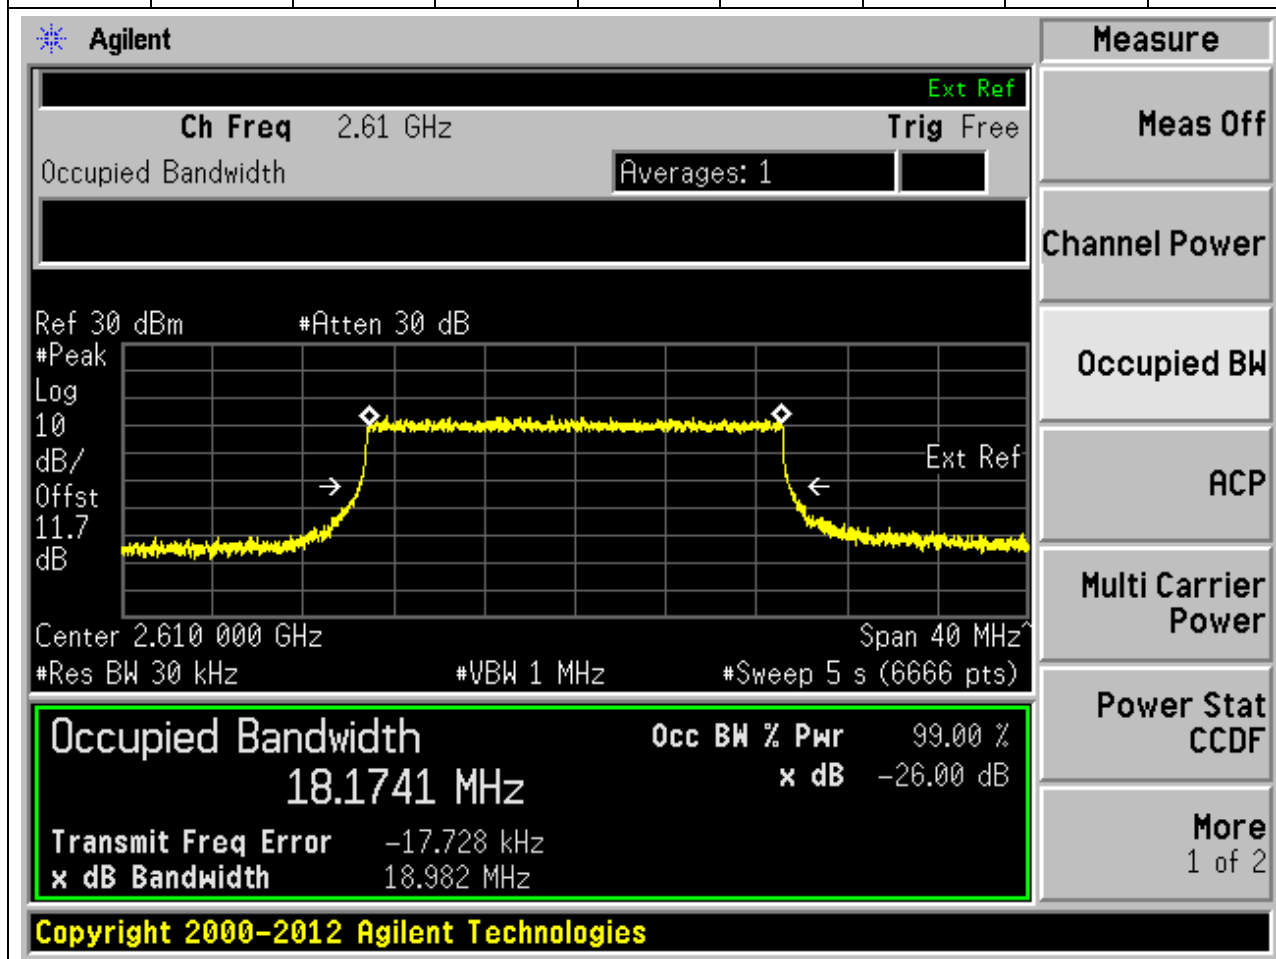 Agilent
Measure
Ext Ref
Ch Freq 2.61 GHz Trig Free
Meas Off
Occupied Bandwidth Averages: 1
Channel Power
Ref 30 dBm #Atten 30 dB
#Peak
Log
10
dB/
Offst
11.7
dB
Ext Ref
Occupied BW
ACP
Multi Carrier
Power
Center 2.610 000 GHz Span 40 MHz^
#Res BW 30 kHz #VBW 1 MHz #Sweep 5 s (6666 pts)
Power Stat
CCDF
Occupied Bandwidth Occ BW % Pwr 99.00 %
18.1741 MHz x dB -26.00 dB
Transmit Freq Error -17.728 kHz
x dB Bandwidth 18.982 MHz
More
1 of 2
Copyright 2000-2012 Agilent Technologies